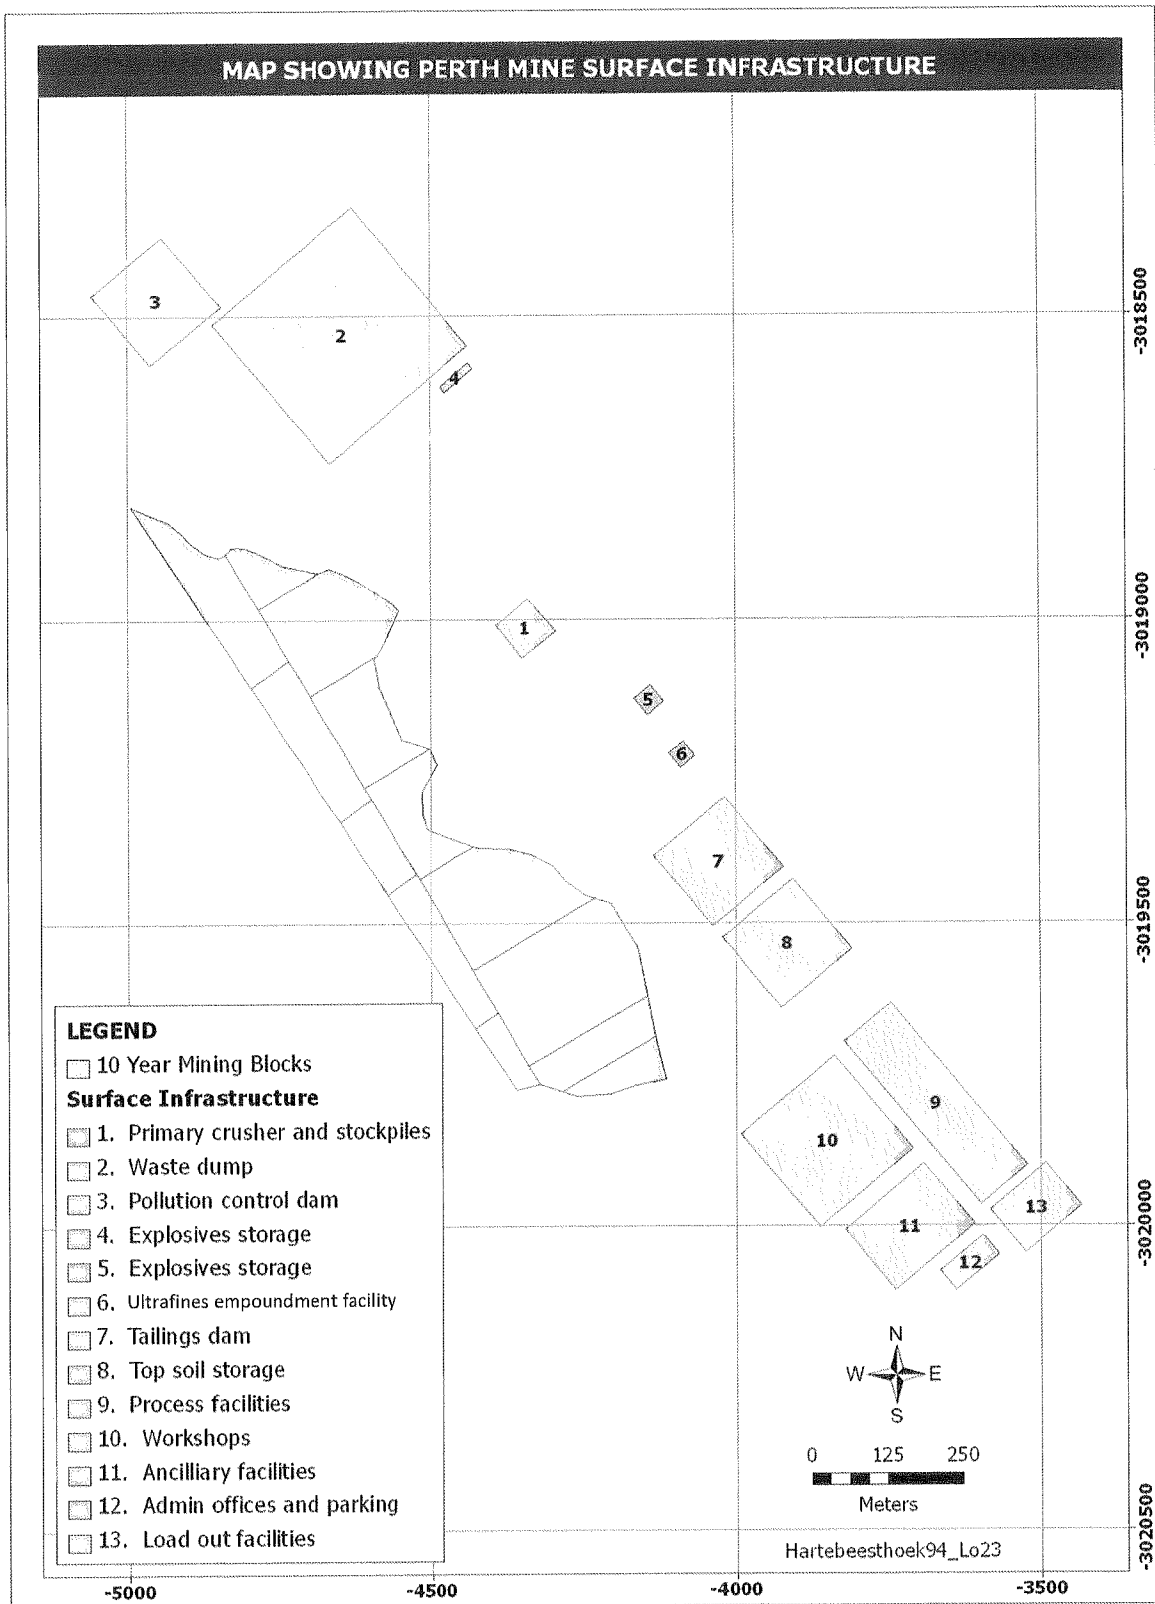 MAP SHOWING PERTH MINE SURFACE INFRASTRUCTURE
3
2
4
-3018500
1
-3019000
5
6
7
8
-3019500
9
10
11
13
12
-3020000
LEGEND
10 Year Mining Blocks
Surface Infrastructure
1. Primary crusher and stockpiles
2. Waste dump
3. Pollution control dam
4. Explosives storage
5. Explosives storage
6. Ultrafines empoundment facility
7. Tailings dam
8. Top soil storage
9. Process facilities
10. Workshops
11. Ancilliary facilities
12. Admin offices and parking
13. Load out facilities
N
W E
S
0 125 250
Meters
Hartebeesthoek94_Lo23
-3020500
-5000 -4500 -4000 -3500